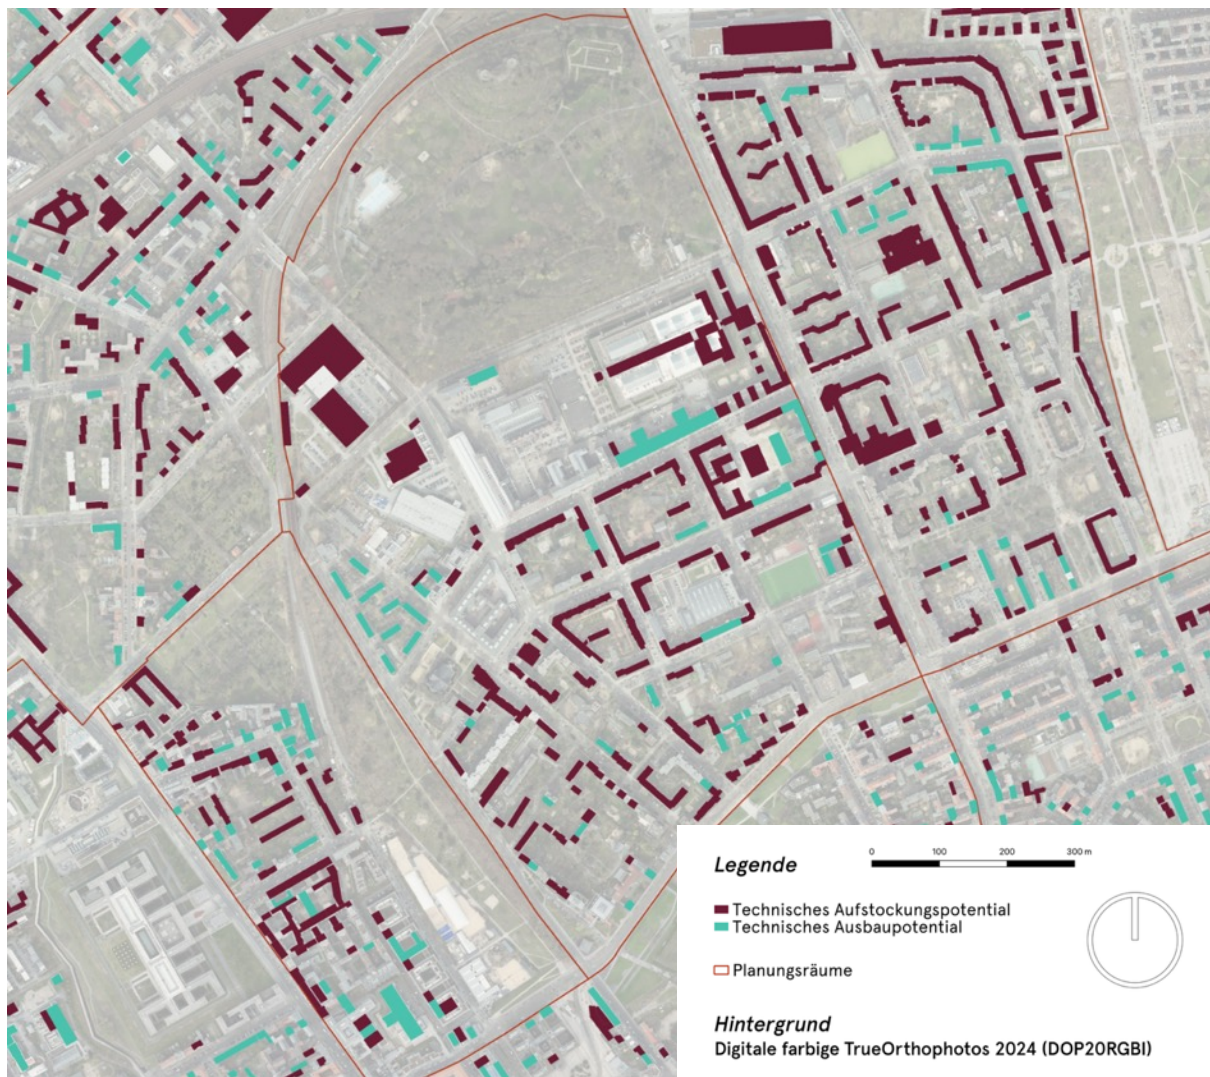 Legende
0 100 200 300 m
Technisches Aufstockungspotential
Technisches Ausbaupotential
Planungsräume
Hintergrund
Digitale farbige TrueOrthophotos 2024 (DOP20RGBI)